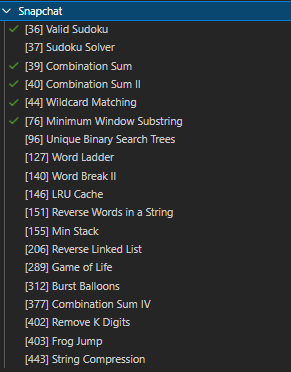 Snapchat
[36] Valid Sudoku
[37] Sudoku Solver
[39] Combination Sum
[40] Combination Sum II
[44] Wildcard Matching
[76] Minimum Window Substring
[96] Unique Binary Search Trees
[127] Word Ladder
[140] Word Break II
[146] LRU Cache
[151] Reverse Words in a String
[155] Min Stack
[206] Reverse Linked List
[289] Game of Life
[312] Burst Balloons
[377] Combination Sum IV
[402] Remove K Digits
[403] Frog Jump
[443] String Compression